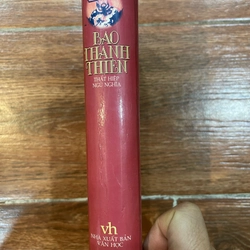 BAO
THANH
THIÊN
THẤT HIỆP
NGŨ NGHĨA
vh
NHÀ XUẤT BẢN
VĂN HỌC